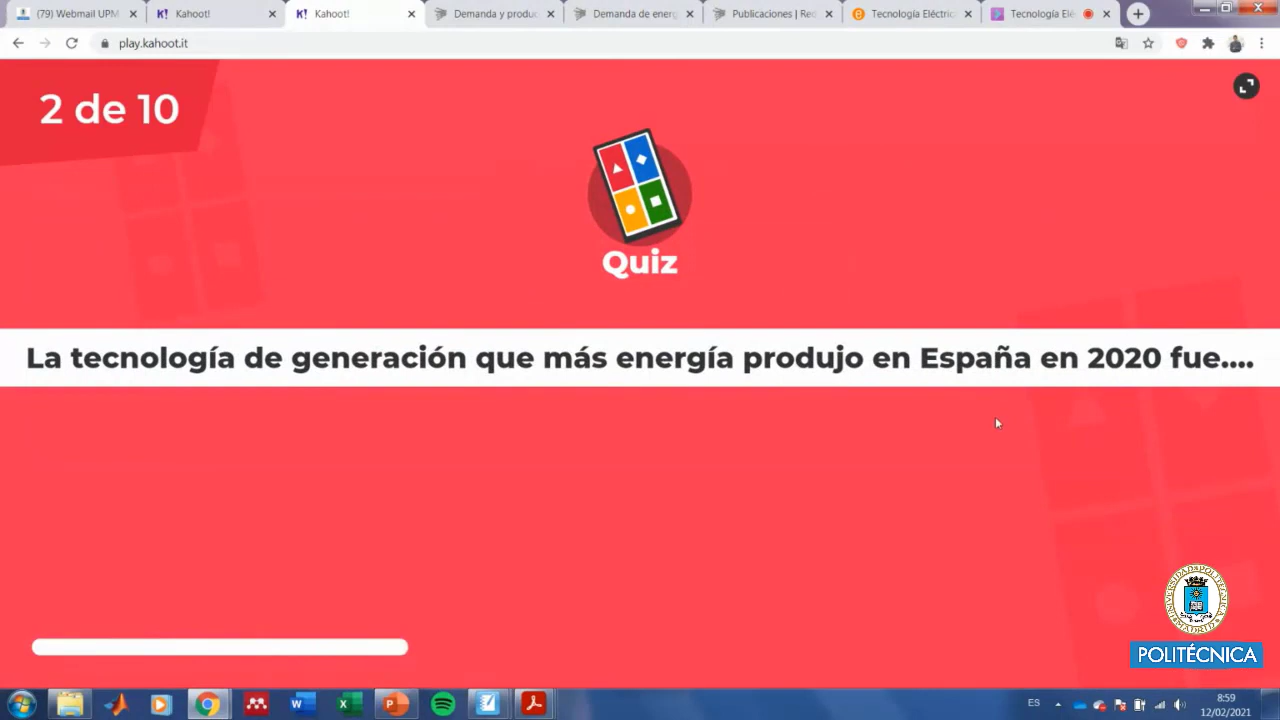 (79) Webmail UPM
Kahoot!
Kahoot!
Demanda y produc
Demanda de energ
Publicaciones | Re
Tecnología Eléctric
Tecnología Elé
play.kahoot.it
2 de 10
Quiz
La tecnología de generación que más energía produjo en España en 2020 fue....
POLITÉCNICA
ES
8:59
12/02/2021